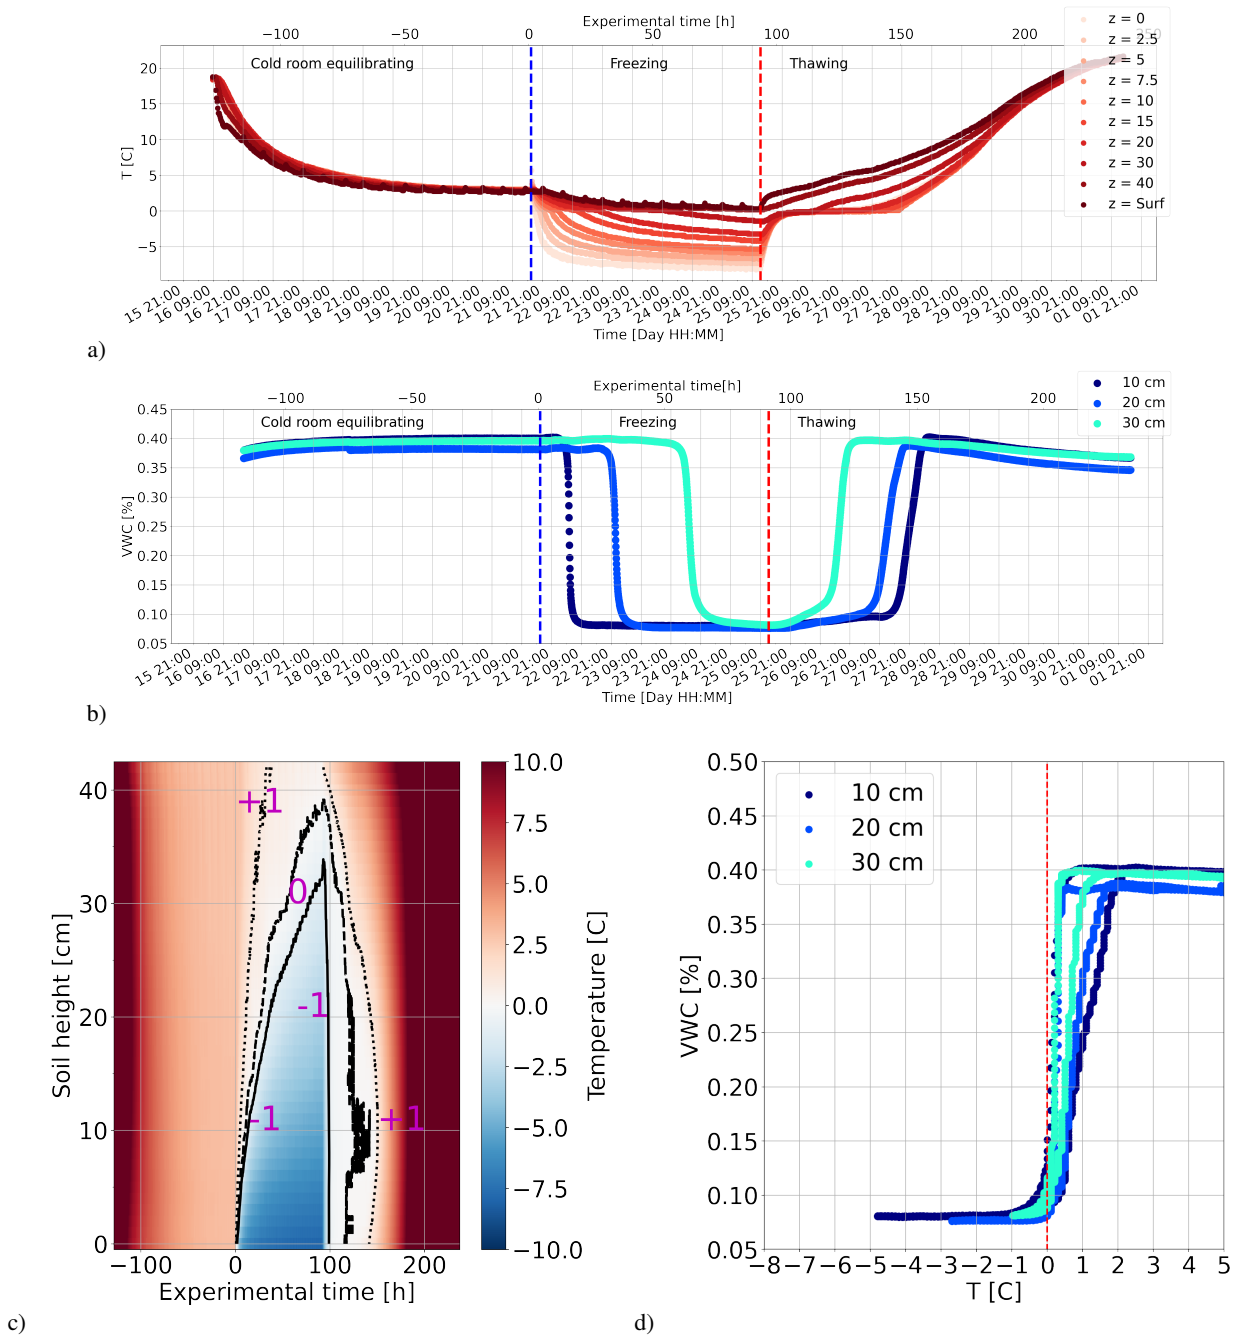 Experimental time [h]
−100 −50 0 50 100 150 200 250
Cold room equilibrating Freezing Thawing
z = 0
z = 2.5
z = 5
z = 7.5
z = 10
z = 15
z = 20
z = 30
z = 40
z = Surf
T [C]
20
15
10
5
0
−5
15 21:00 16 09:00 16 21:00 17 09:00 17 21:00 18 09:00 18 21:00 19 09:00 19 21:00 20 09:00 20 21:00 21 09:00 21 21:00 22 09:00 22 21:00 23 09:00 23 21:00 24 09:00 24 21:00 25 09:00 25 21:00 26 09:00 26 21:00 27 09:00 27 21:00 28 09:00 28 21:00 29 09:00 29 21:00 30 09:00 30 21:00 01 09:00 01 21:00
Time [Day HH:MM]
a)
Experimental time[h]
−100 −50 0 50 100 150 200
Cold room equilibrating Freezing Thawing
10 cm
20 cm
30 cm
VWC [%]
0.45
0.40
0.35
0.30
0.25
0.20
0.15
0.10
0.05
15 21:00 16 09:00 16 21:00 17 09:00 17 21:00 18 09:00 18 21:00 19 09:00 19 21:00 20 09:00 20 21:00 21 09:00 21 21:00 22 09:00 22 21:00 23 09:00 23 21:00 24 09:00 24 21:00 25 09:00 25 21:00 26 09:00 26 21:00 27 09:00 27 21:00 28 09:00 28 21:00 29 09:00 29 21:00 30 09:00 30 21:00 01 09:00 01 21:00
Time [Day HH:MM]
b)
Soil height [cm]
40
30
20
10
0
+1
0
-1
-1
+1
−100 0 100 200
Experimental time [h]
10.0
7.5
5.0
2.5
0.0
−2.5
−5.0
−7.5
−10.0
Temperature [C]
c)
VWC [%]
0.50
0.45
0.40
0.35
0.30
0.25
0.20
0.15
0.10
0.05
10 cm
20 cm
30 cm
−8 −7 −6 −5 −4 −3 −2 −1 0 1 2 3 4 5
T [C]
d)